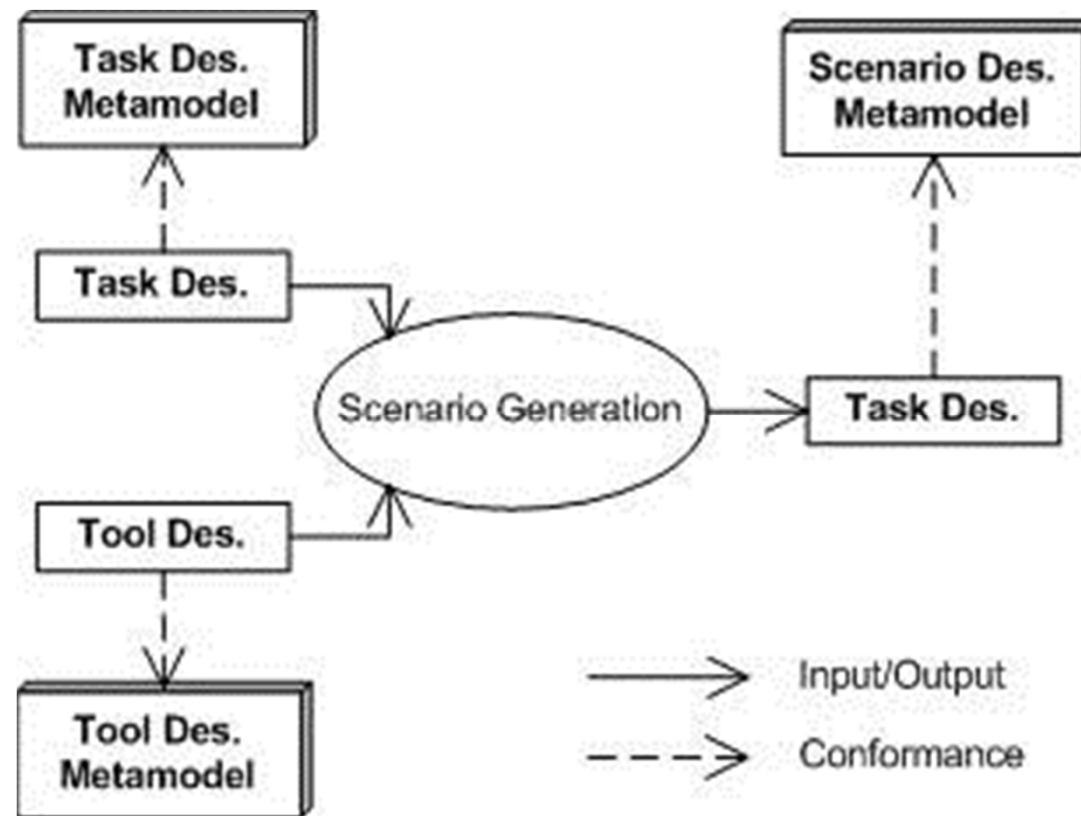 Task Des.
Metamodel
Scenario Des.
Metamodel
Task Des.
Scenario Generation
Task Des.
Tool Des.
Tool Des.
Metamodel
Input/Output
Conformance